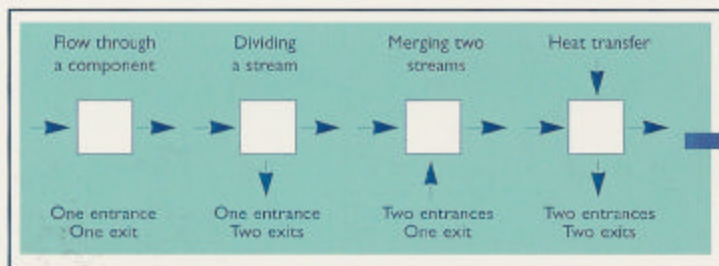 Flow through
a component
Dividing
a stream
Merging two
streams
Heat transfer
One entrance
One exit
One entrance
Two exits
Two entrances
One exit
Two entrances
Two exits